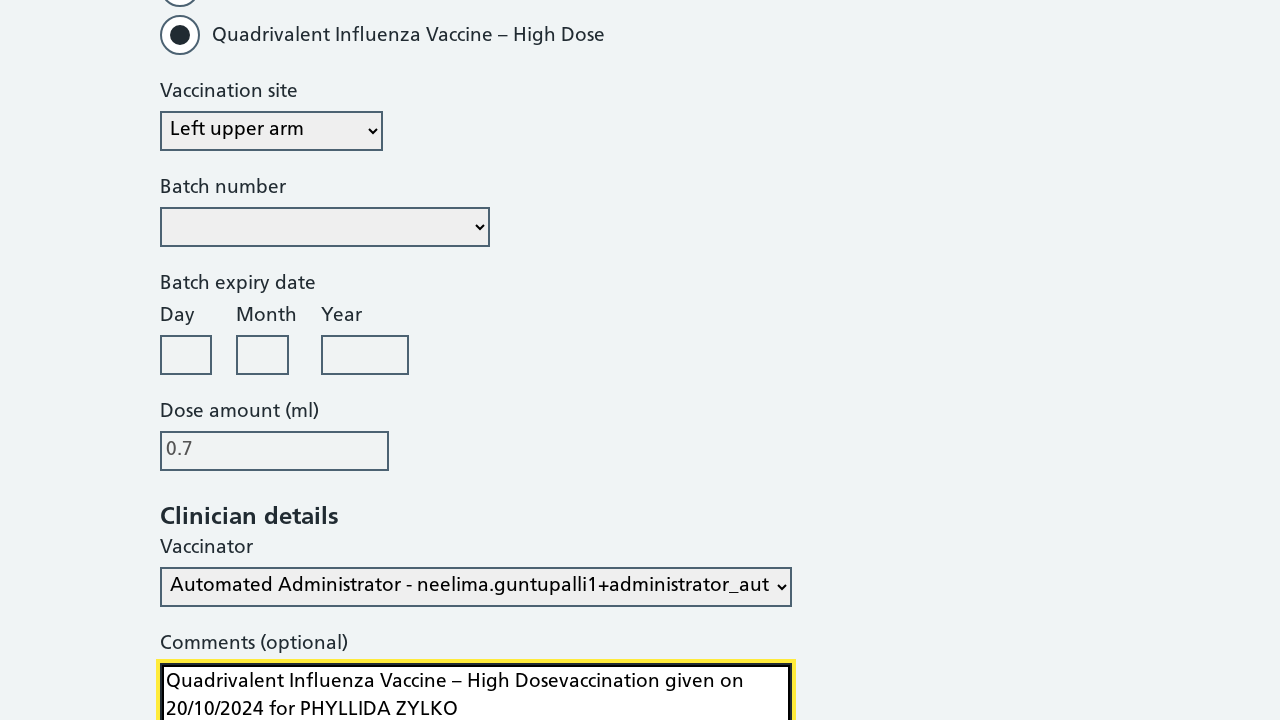 Quadrivalent Influenza Vaccine – High Dose
Vaccination site
Left upper arm
Batch number
Batch expiry date
Day Month Year
Dose amount (ml)
0.7
Clinician details
Vaccinator
Automated Administrator - neelima.guntupalli1+administrator_aut
Comments (optional)
Quadrivalent Influenza Vaccine – High Dosevaccination given on
20/10/2024 for PHYLLIDA ZYLKO